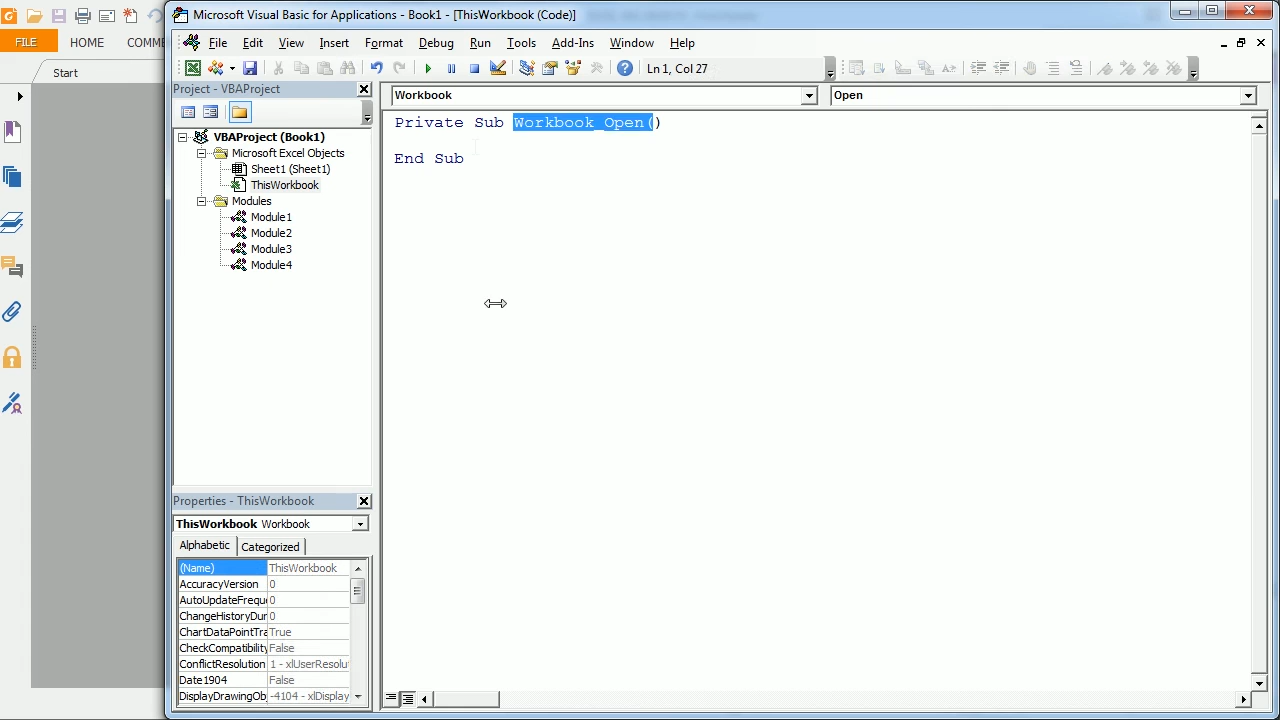 Microsoft Visual Basic for Applications - Book1 - [ThisWorkbook (Code)]
FILE HOME COMME
File Edit View Insert Format Debug Run Tools Add-Ins Window Help
Start
Ln 1, Col 27
Project - VBAProject
Workbook
Open
VBAProject (Book1)
Microsoft Excel Objects
Sheet1 (Sheet1)
ThisWorkbook
Modules
Module1
Module2
Module3
Module4
Private Sub Workbook_Open()
End Sub
Properties - ThisWorkbook
ThisWorkbook Workbook
Alphabetic Categorized
(Name) ThisWorkbook
AccuracyVersion 0
AutoUpdateFreque 0
ChangeHistoryDur 0
ChartDataPointTra True
CheckCompatibility False
ConflictResolution 1 - xlUserResolut
Date1904 False
DisplayDrawingOb -4104 - xlDisplay